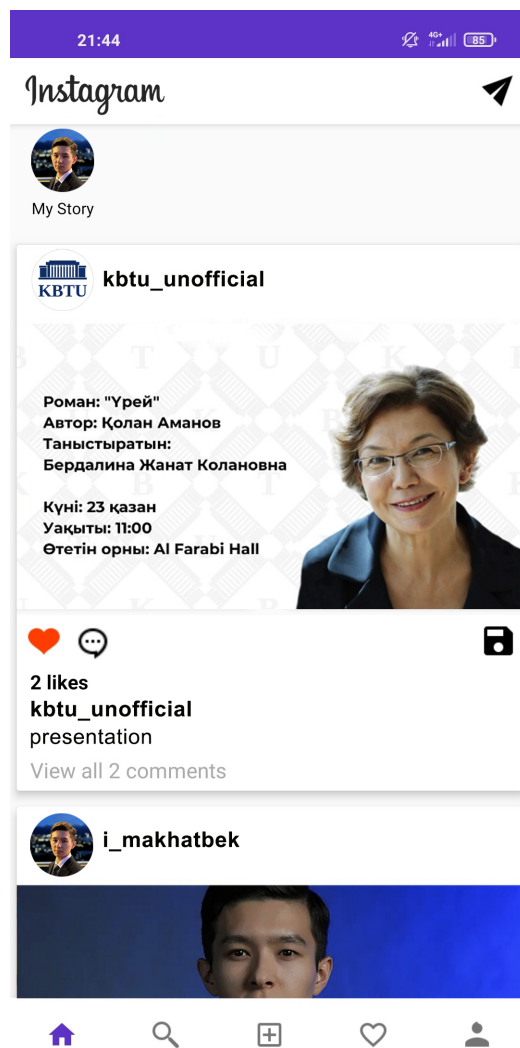 21:44
4G+
85
Instagram
My Story
KBTU
kbtu_unofficial
B T U K B
Роман: "Үрей"
Автор: Қолан Аманов
Таныстыратын:
Бердалина Жанат Колановна
Күні: 23 қазан
Уақыты: 11:00
Өтетін орны: Al Farabi Hall
2 likes
kbtu_unofficial
presentation
View all 2 comments
i_makhatbek